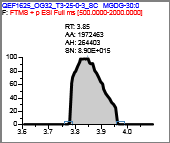 QEF1625_OG32_T3-25-0-3_SC MGDG-30:0
F: FTMS + p ESI Full ms [500.0000-2000.0000]
RT: 3.85
AA: 1972463
AH: 264403
SN: 8.90E+015
100
80
60
40
20
0
3.6 3.7 3.8 3.9 4.0